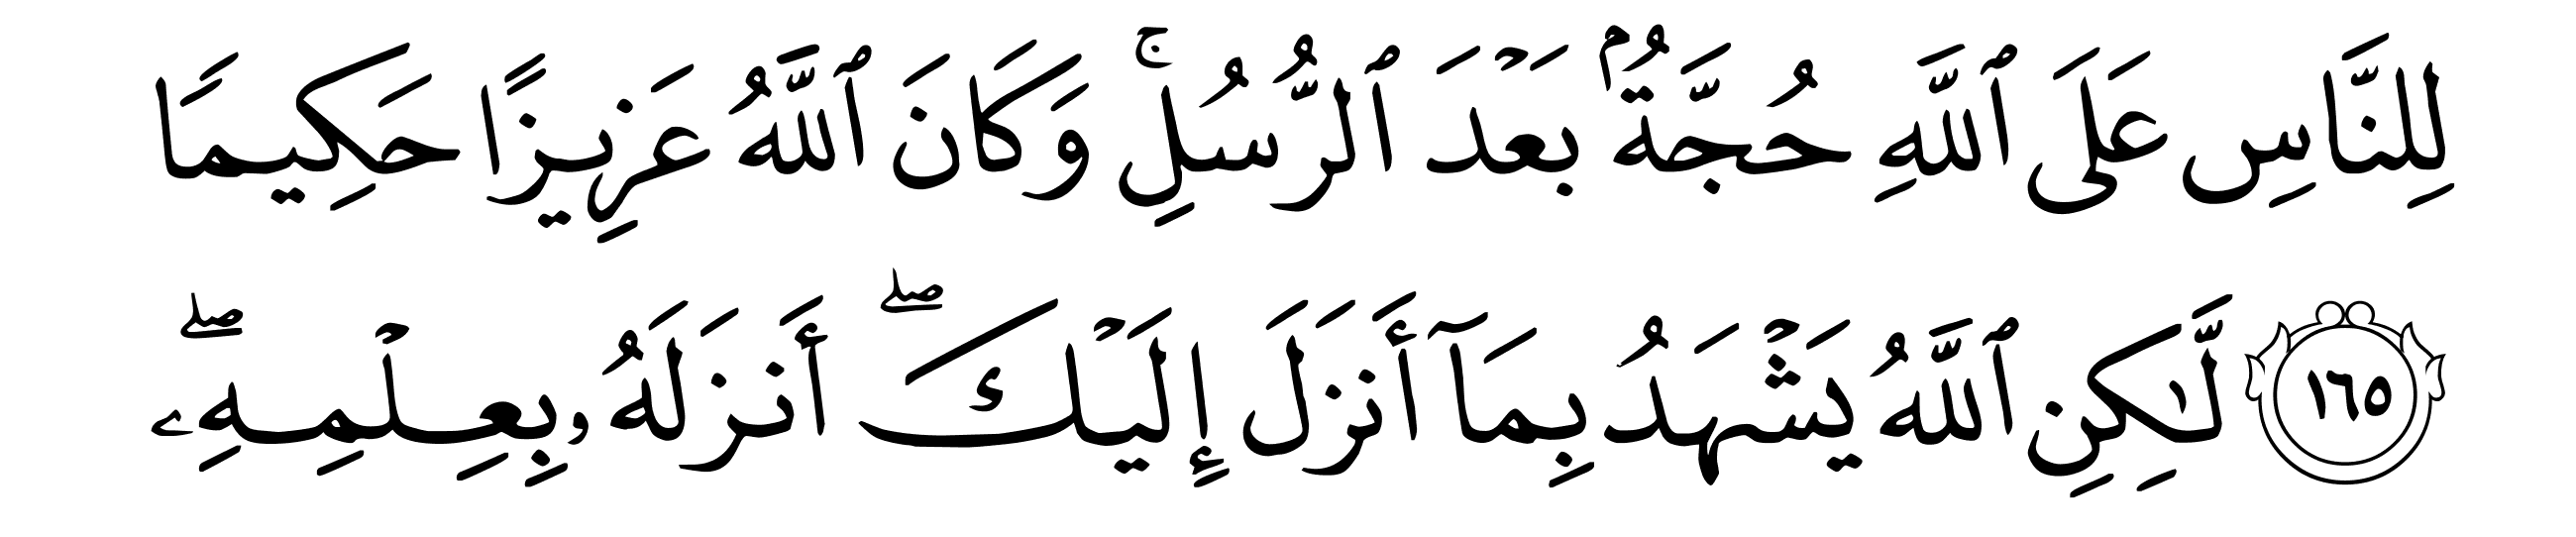 لِلنَّاسِ عَلَى ٱللَّهِ حُجَّةُۢ بَعۡدَ ٱلرُّسُلِۚ وَكَانَ ٱللَّهُ عَزِيزًا حَكِيمَا
١٦٥ لَّٰكِنِ ٱللَّهُ يَشۡهَدُ بِمَآ أَنزَلَ إِلَيۡكَۖ أَنزَلَهُۥ بِعِلۡمِهِۦۖ